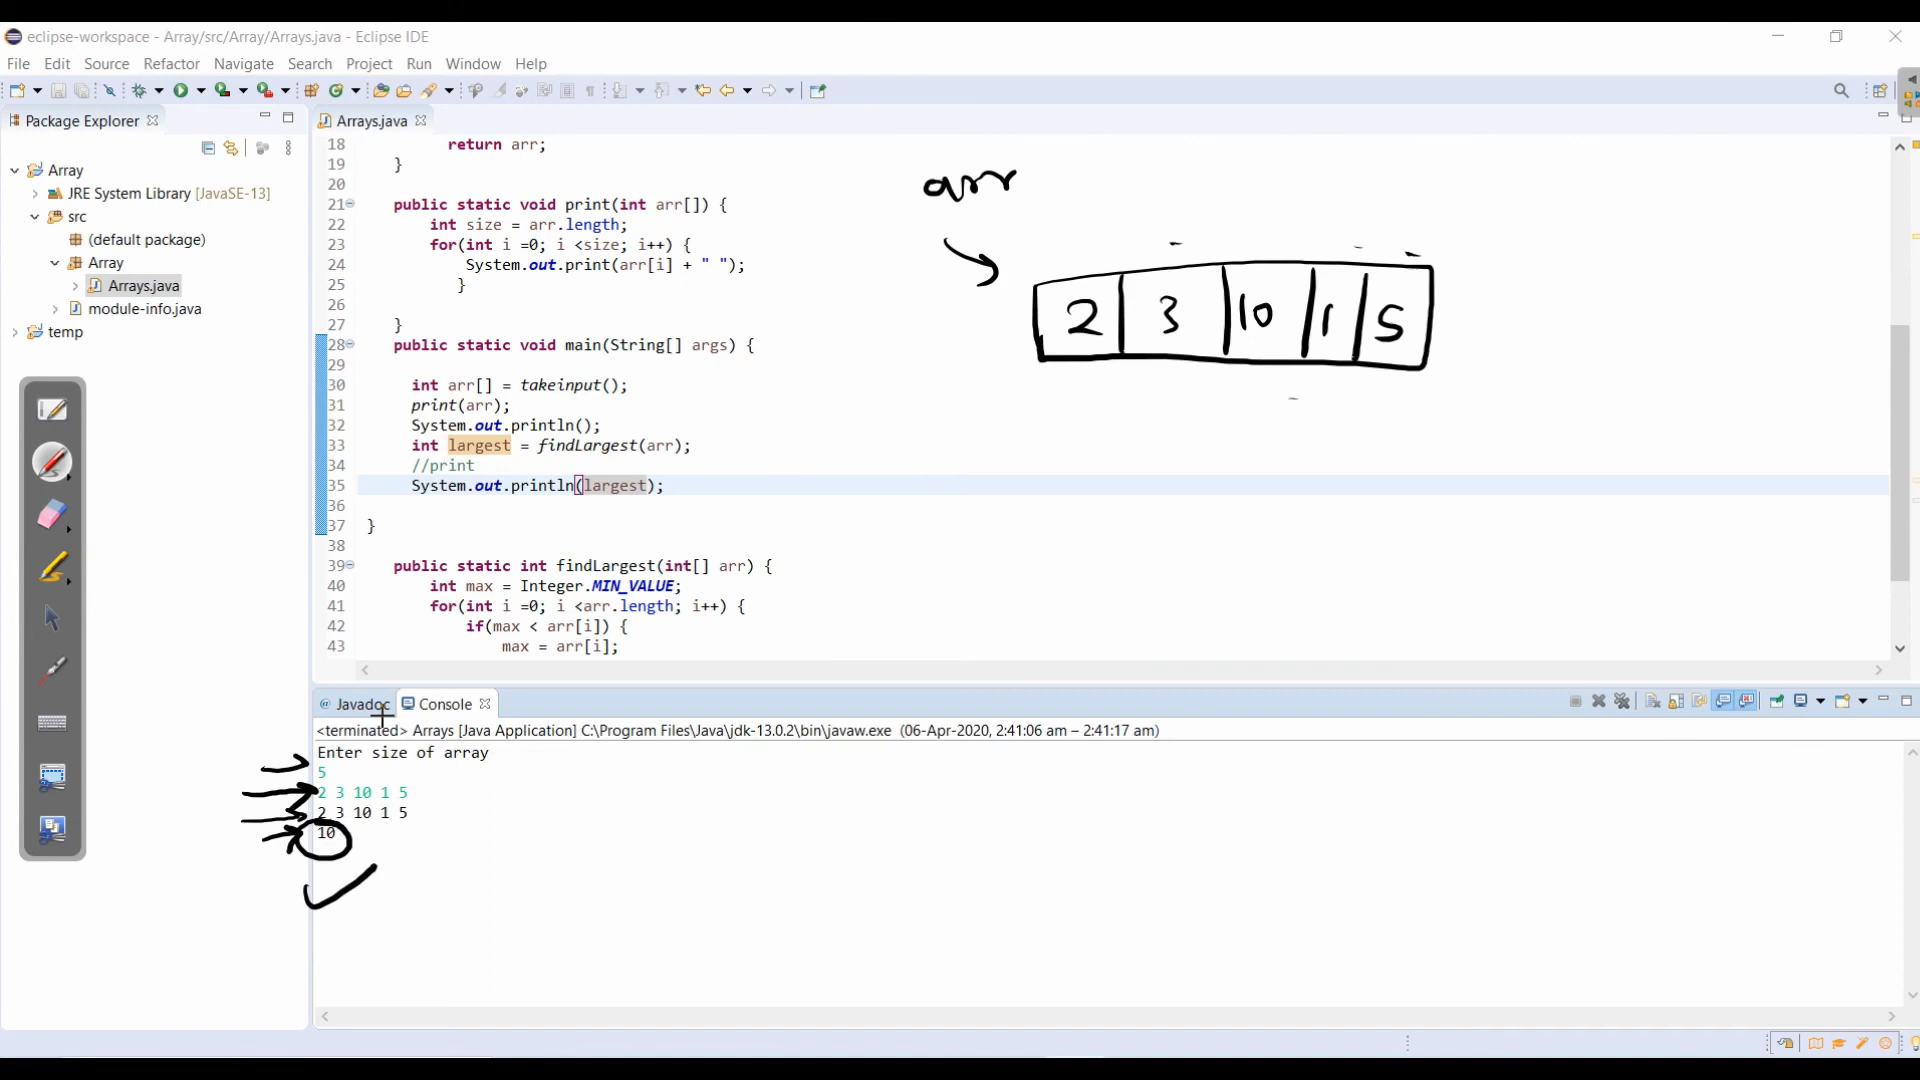 eclipse-workspace - Array/src/Array/Arrays.java - Eclipse IDE
File Edit Source Refactor Navigate Search Project Run Window Help
Package Explorer
Arrays.java
Array
JRE System Library [JavaSE-13]
src
(default package)
Array
Arrays.java
module-info.java
temp
18 return arr;
19 }
20
21 public static void print(int arr[]) {
22 int size = arr.length;
23 for(int i =0; i <size; i++) {
24 System.out.print(arr[i] + " ");
25 }
26
27 }
28 public static void main(String[] args) {
29
30 int arr[] = takeinput();
31 print(arr);
32 System.out.println();
33 int largest = findLargest(arr);
34 //print
35 System.out.println(largest);
36
37 }
38
39 public static int findLargest(int[] arr) {
40 int max = Integer.MIN_VALUE;
41 for(int i =0; i <arr.length; i++) {
42 if(max < arr[i]) {
43 max = arr[i];
arr
2 3 10 1 5
@ Javadoc Console
<terminated> Arrays [Java Application] C:\Program Files\Java\jdk-13.0.2\bin\javaw.exe (06-Apr-2020, 2:41:06 am – 2:41:17 am)
Enter size of array
5
2 3 10 1 5
2 3 10 1 5
10